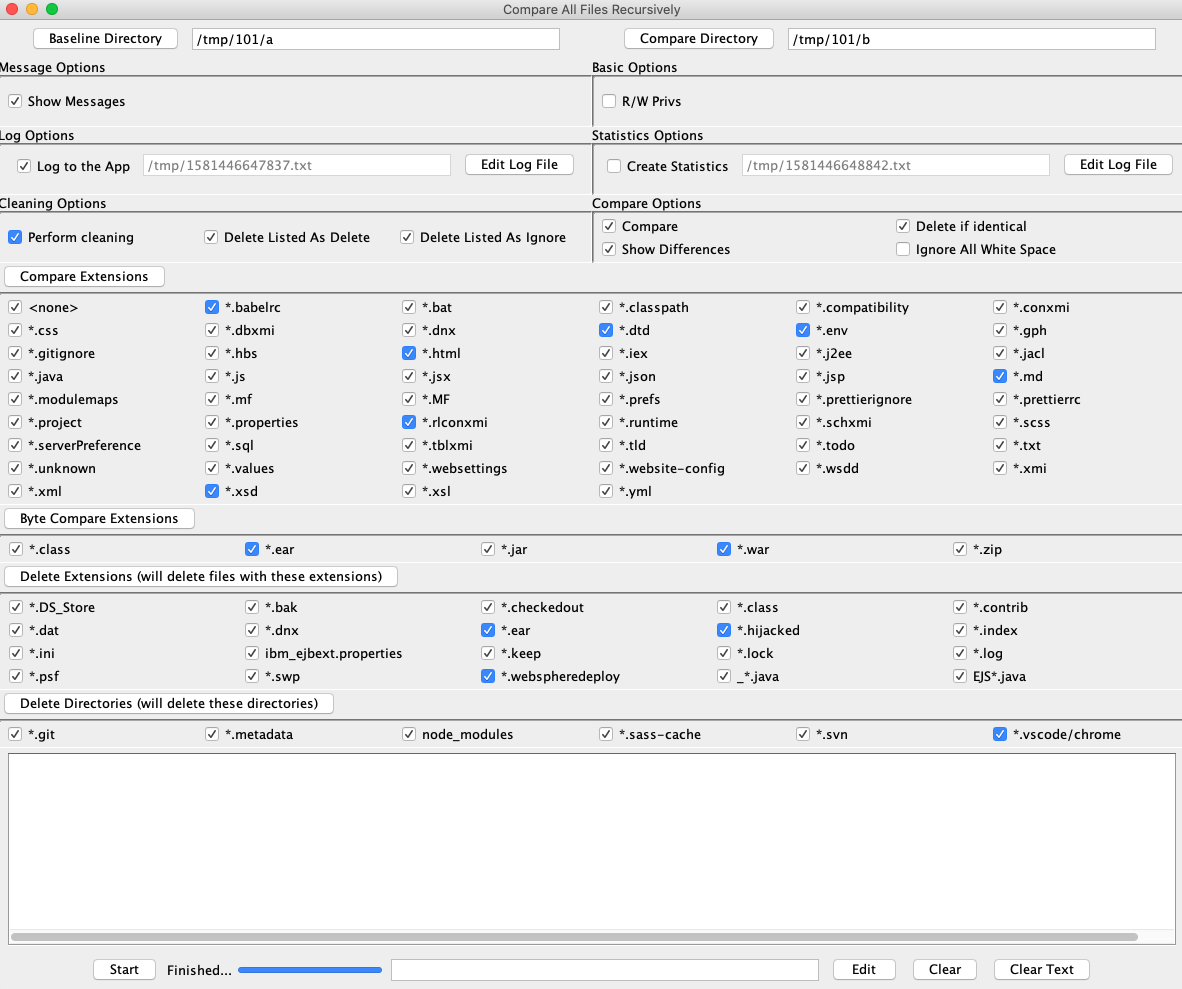 Compare All Files Recursively
Baseline Directory /tmp/101/a Compare Directory /tmp/101/b
Message Options Basic Options
Show Messages R/W Privs
Log Options Statistics Options
Log to the App /tmp/1581446647837.txt Edit Log File Create Statistics /tmp/1581446648842.txt Edit Log File
Cleaning Options Compare Options
Perform cleaning Delete Listed As Delete Delete Listed As Ignore
Compare Delete if identical
Show Differences Ignore All White Space
Compare Extensions
<none> *.babelrc *.bat *.classpath *.compatibility *.conxmi
*.css *.dbxmi *.dnx *.dtd *.env *.gph
*.gitignore *.hbs *.html *.iex *.j2ee *.jacl
*.java *.js *.jsx *.json *.jsp *.md
*.modulemaps *.mf *.MF *.prefs *.prettierignore *.prettierrc
*.project *.properties *.rlconxmi *.runtime *.schxmi *.scss
*.serverPreference *.sql *.tblxmi *.tld *.todo *.txt
*.unknown *.values *.websettings *.website-config *.wsdd *.xmi
*.xml *.xsd *.xsl *.yml
Byte Compare Extensions
*.class *.ear *.jar *.war *.zip
Delete Extensions (will delete files with these extensions)
*.DS_Store *.bak *.checkedout *.class *.contrib
*.dat *.dnx *.ear *.hijacked *.index
*.ini ibm_ejbext.properties *.keep *.lock *.log
*.psf *.swp *.webspheredeploy _*.java EJS*.java
Delete Directories (will delete these directories)
*.git *.metadata node_modules *.sass-cache *.svn *.vscode/chrome
Start Finished... Edit Clear Clear Text